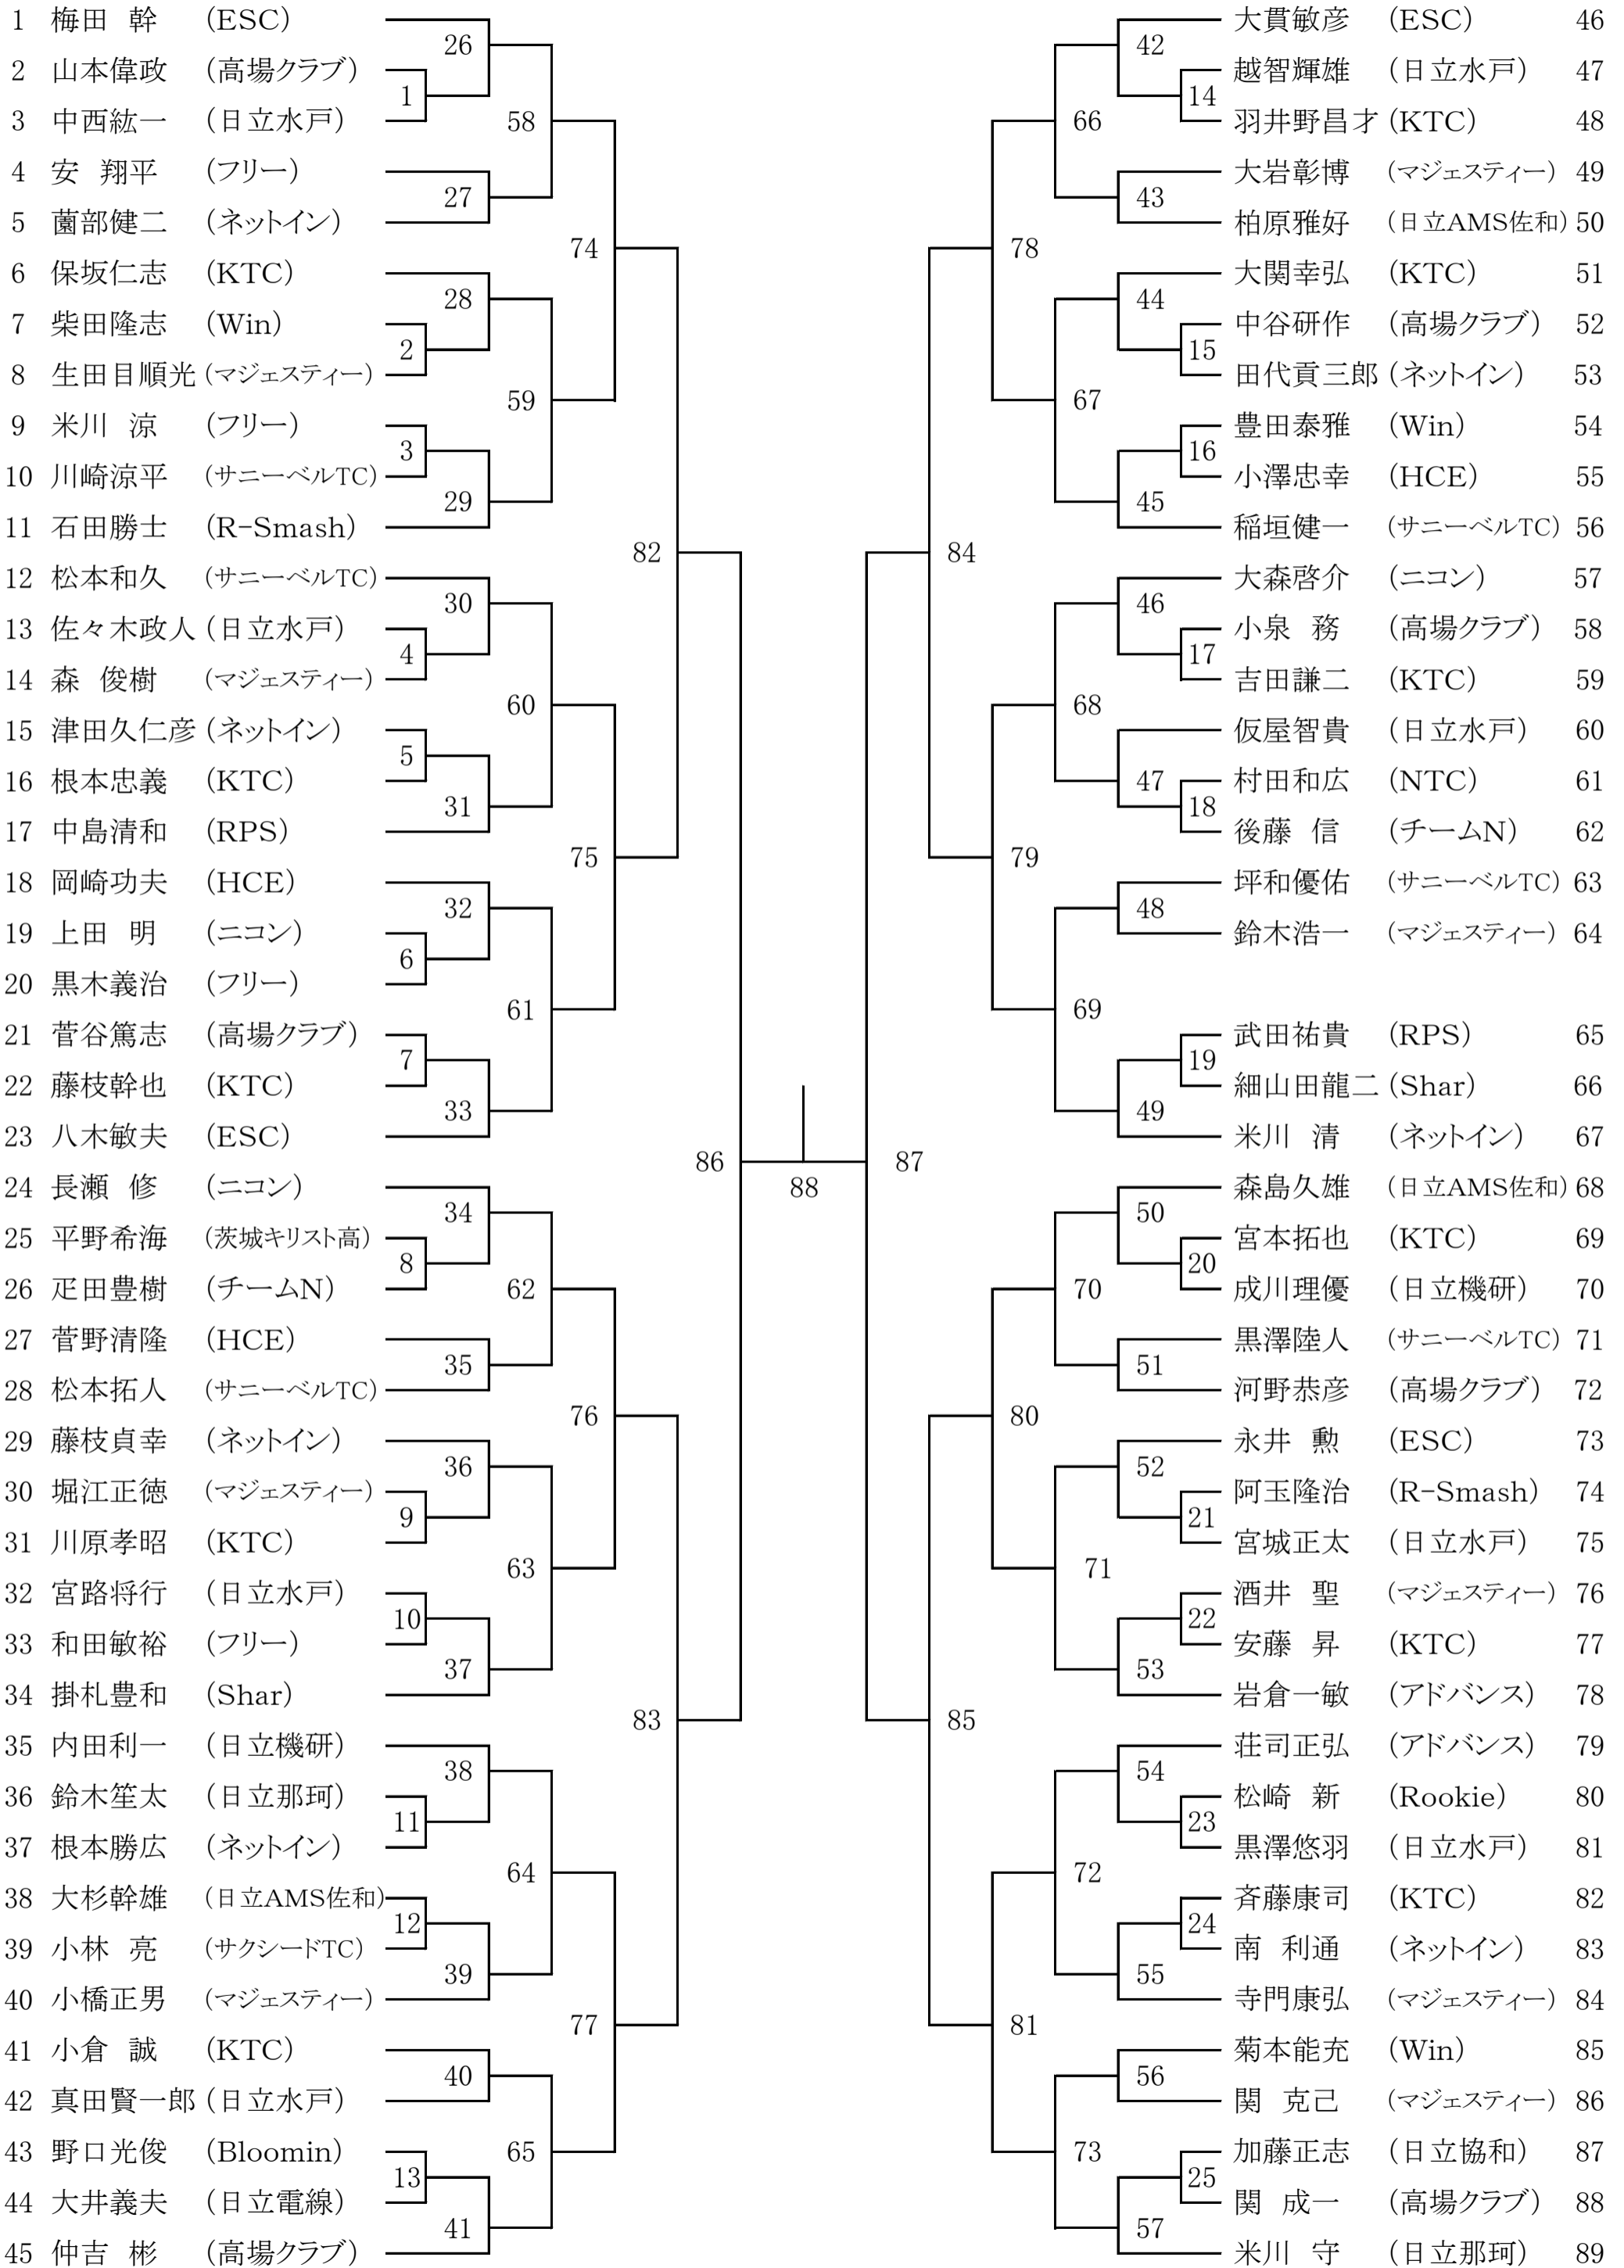 1 梅田 幹 (ESC)
2 山本偉政 (高場クラブ)
3 中西紘一 (日立水戸)
4 安 翔平 (フリー)
5 薗部健二 (ネットイン)
6 保坂仁志 (KTC)
7 柴田隆志 (Win)
8 生田目順光 (マジェスティー)
9 米川 涼 (フリー)
10 川崎涼平 (サニーベルTC)
11 石田勝士 (R-Smash)
12 松本和久 (サニーベルTC)
13 佐々木政人 (日立水戸)
14 森 俊樹 (マジェスティー)
15 津田久仁彦 (ネットイン)
16 根本忠義 (KTC)
17 中島清和 (RPS)
18 岡崎功夫 (HCE)
19 上田 明 (ニコン)
20 黒木義治 (フリー)
21 菅谷篤志 (高場クラブ)
22 藤枝幹也 (KTC)
23 八木敏夫 (ESC)
24 長瀬 修 (ニコン)
25 平野希海 (茨城キリスト高)
26 疋田豊樹 (チームN)
27 菅野清隆 (HCE)
28 松本拓人 (サニーベルTC)
29 藤枝貞幸 (ネットイン)
30 堀江正徳 (マジェスティー)
31 川原孝昭 (KTC)
32 宮路将行 (日立水戸)
33 和田敏裕 (フリー)
34 掛札豊和 (Shar)
35 内田利一 (日立機研)
36 鈴木笙太 (日立那珂)
37 根本勝広 (ネットイン)
38 大杉幹雄 (日立AMS佐和)
39 小林 亮 (サクシードTC)
40 小橋正男 (マジェスティー)
41 小倉 誠 (KTC)
42 真田賢一郎 (日立水戸)
43 野口光俊 (Bloomin)
44 大井義夫 (日立電線)
45 仲吉 彬 (高場クラブ)
1
2
3
4
5
6
7
8
9
10
11
12
13
26
27
28
29
30
31
32
33
34
35
36
37
38
39
40
41
58
59
60
61
62
63
64
65
74
75
76
77
82
83
86
88
87
84
85
78
79
80
81
66
67
68
69
70
71
72
73
42
43
44
45
46
47
48
49
50
51
52
53
54
55
56
57
14
15
16
17
18
19
20
21
22
23
24
25
大貫敏彦 (ESC) 46
越智輝雄 (日立水戸) 47
羽井野昌才 (KTC) 48
大岩彰博 (マジェスティー) 49
柏原雅好 (日立AMS佐和) 50
大関幸弘 (KTC) 51
中谷研作 (高場クラブ) 52
田代貢三郎 (ネットイン) 53
豊田泰雅 (Win) 54
小澤忠幸 (HCE) 55
稲垣健一 (サニーベルTC) 56
大森啓介 (ニコン) 57
小泉 務 (高場クラブ) 58
吉田謙二 (KTC) 59
仮屋智貴 (日立水戸) 60
村田和広 (NTC) 61
後藤 信 (チームN) 62
坪和優佑 (サニーベルTC) 63
鈴木浩一 (マジェスティー) 64
武田祐貴 (RPS) 65
細山田龍二 (Shar) 66
米川 清 (ネットイン) 67
森島久雄 (日立AMS佐和) 68
宮本拓也 (KTC) 69
成川理優 (日立機研) 70
黒澤陸人 (サニーベルTC) 71
河野恭彦 (高場クラブ) 72
永井 勲 (ESC) 73
阿玉隆治 (R-Smash) 74
宮城正太 (日立水戸) 75
酒井 聖 (マジェスティー) 76
安藤 昇 (KTC) 77
岩倉一敏 (アドバンス) 78
荘司正弘 (アドバンス) 79
松崎 新 (Rookie) 80
黒澤悠羽 (日立水戸) 81
斉藤康司 (KTC) 82
南 利通 (ネットイン) 83
寺門康弘 (マジェスティー) 84
菊本能充 (Win) 85
関 克己 (マジェスティー) 86
加藤正志 (日立協和) 87
関 成一 (高場クラブ) 88
米川 守 (日立那珂) 89